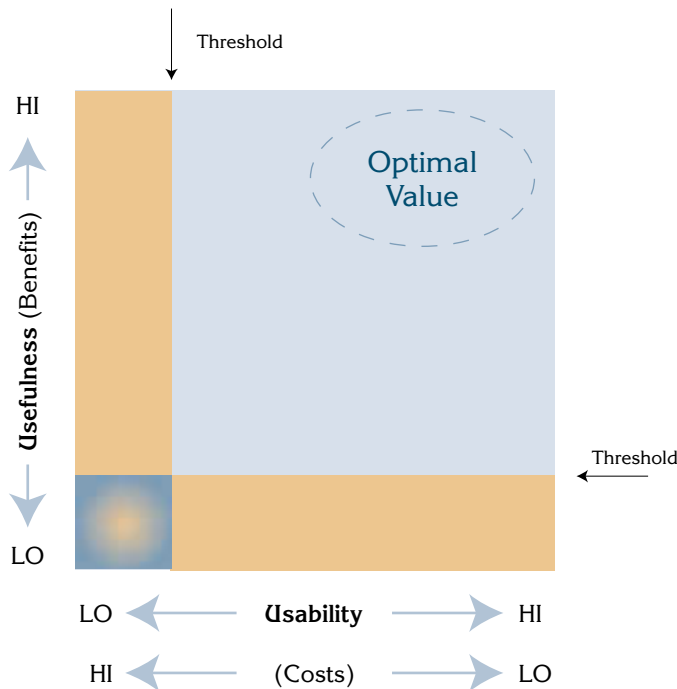 Threshold
HI
Optimal
Value
Usefulness (Benefits)
Threshold
LO
LO Usability HI
HI (Costs) LO